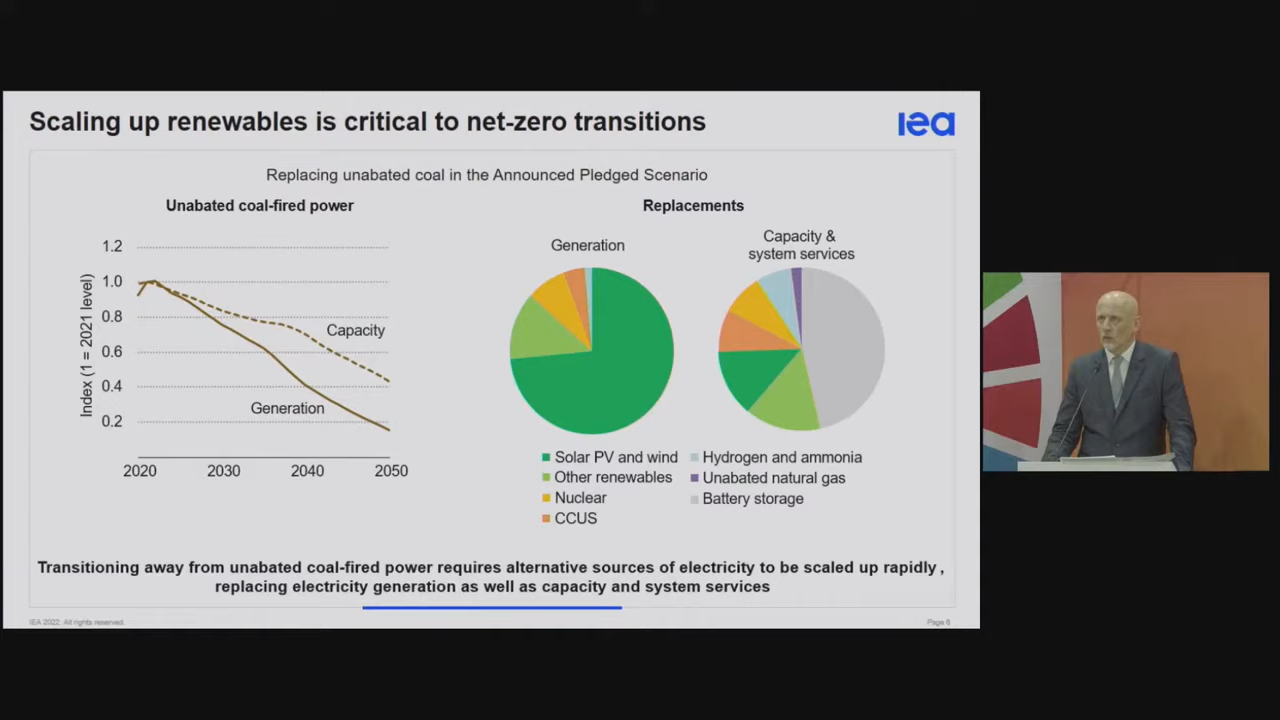 Scaling up renewables is critical to net-zero transitions
iea
Replacing unabated coal in the Announced Pledged Scenario
Unabated coal-fired power
Index (1 = 2021 level)
1.2
1.0
0.8
0.6
0.4
0.2
Capacity
Generation
2020
2030
2040
2050
Replacements
Generation
Capacity &
system services
Solar PV and wind
Other renewables
Nuclear
CCUS
Hydrogen and ammonia
Unabated natural gas
Battery storage
Transitioning away from unabated coal-fired power requires alternative sources of electricity to be scaled up rapidly ,
replacing electricity generation as well as capacity and system services
IEA 2022. All rights reserved.
Page 6